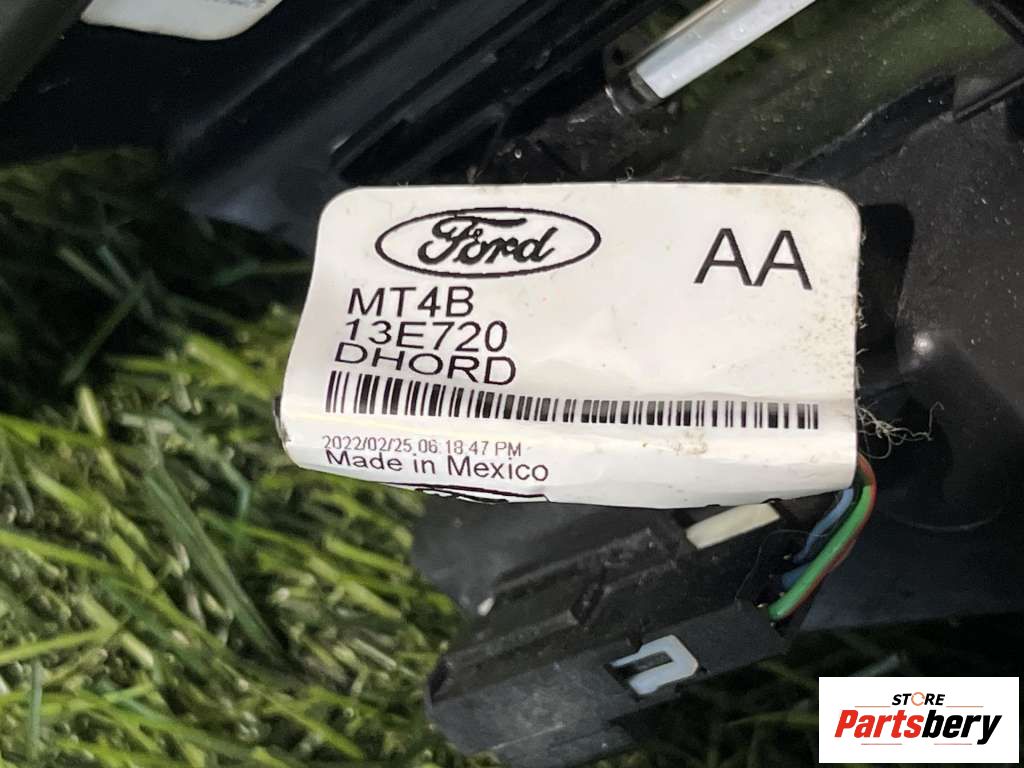 Ford
AA
MT4B
13E720
DHORD
2022/02/25 06:18:47 PM
Made in Mexico
STORE
Partsbery